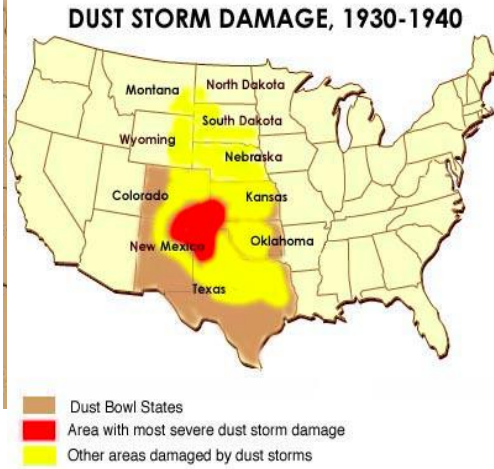 DUST STORM DAMAGE, 1930-1940
Montana
North Dakota
South Dakota
Wyoming
Nebraska
Colorado
Kansas
New Mexico
Oklahoma
Texas
Dust Bowl States
Area with most severe dust storm damage
Other areas damaged by dust storms